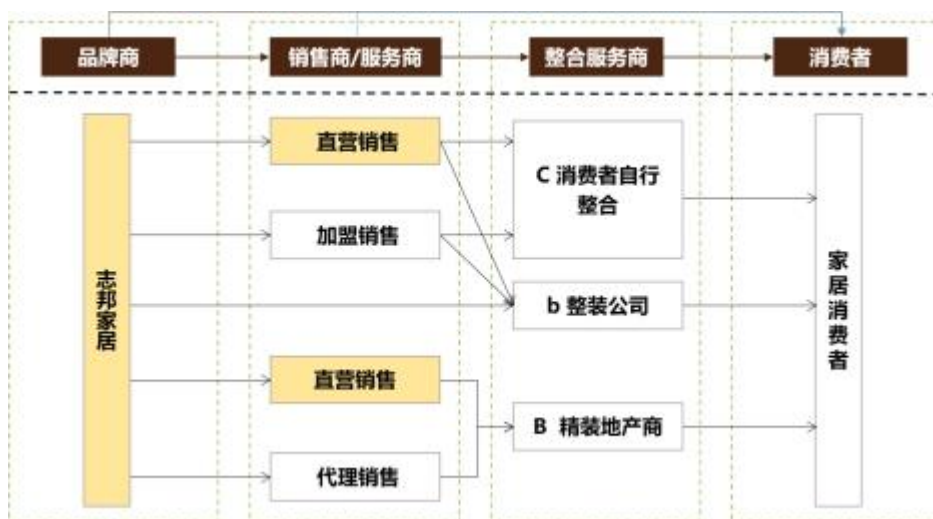 品牌商
销售商/服务商
整合服务商
消费者
直营销售
加盟销售
志邦家居
直营销售
代理销售
C 消费者自行
整合
b 整装公司
B 精装地产商
家居消费者